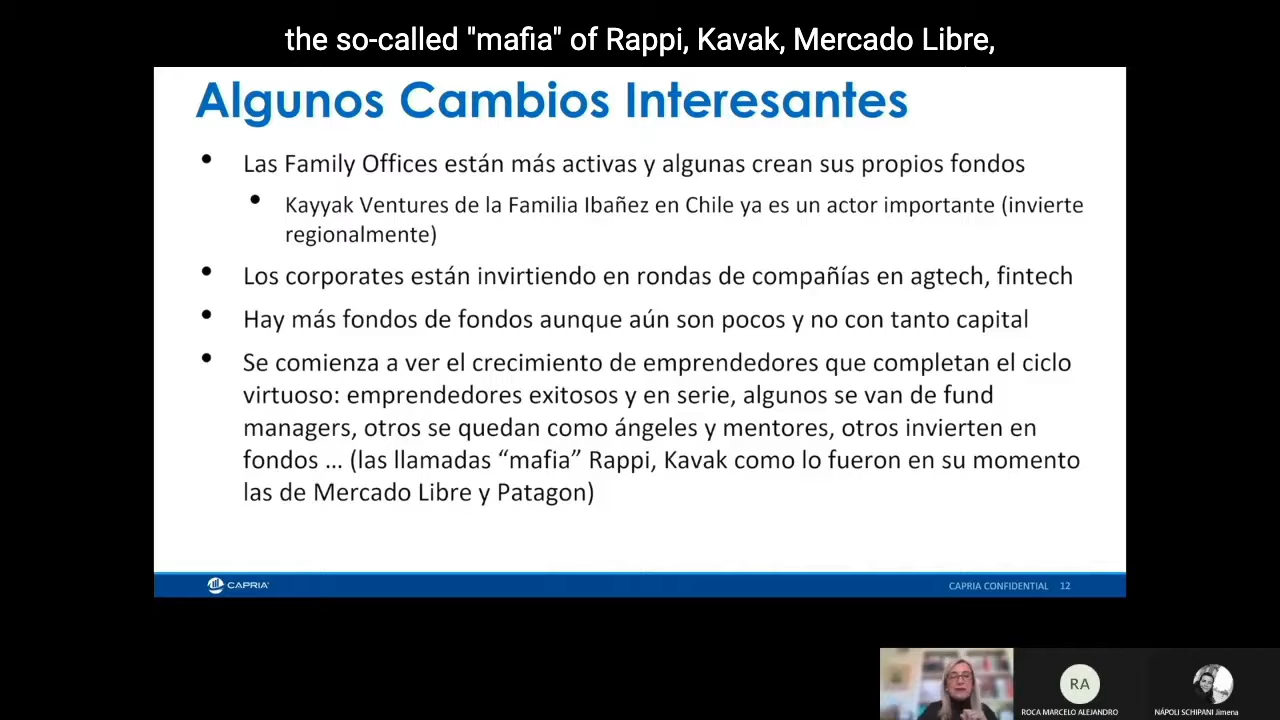 the so-called "mafia" of Rappi, Kavak, Mercado Libre,
Algunos Cambios Interesantes
• Las Family Offices están más activas y algunas crean sus propios fondos
• Kayyak Ventures de la Familia Ibañez en Chile ya es un actor importante (invierte
regionalmente)
• Los corporates están invirtiendo en rondas de compañías en agtech, fintech
• Hay más fondos de fondos aunque aún son pocos y no con tanto capital
• Se comienza a ver el crecimiento de emprendedores que completan el ciclo
virtuoso: emprendedores exitosos y en serie, algunos se van de fund
managers, otros se quedan como ángeles y mentores, otros invierten en
fondos … (las llamadas “mafia” Rappi, Kavak como lo fueron en su momento
las de Mercado Libre y Patagon)
CAPRIA
CAPRIA CONFIDENTIAL 12
RA
ROCA MARCELO ALEJANDRO
NÁPOLI SCHIPANI Jimena